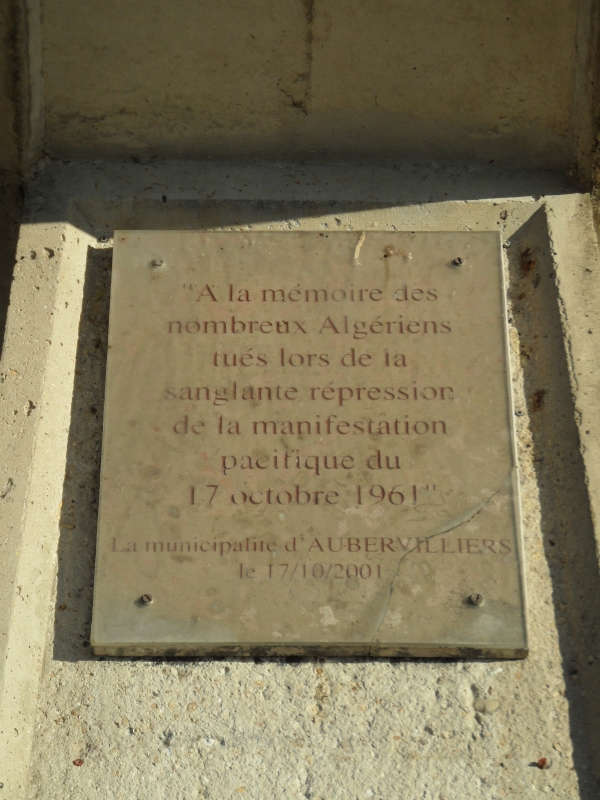 "A la mémoire des
nombreux Algériens
tués lors de la
sanglante répression
de la manifestation
pacifique du
17 octobre 1961"
La municipalité d'AUBERVILLIERS
le 17/10/2001